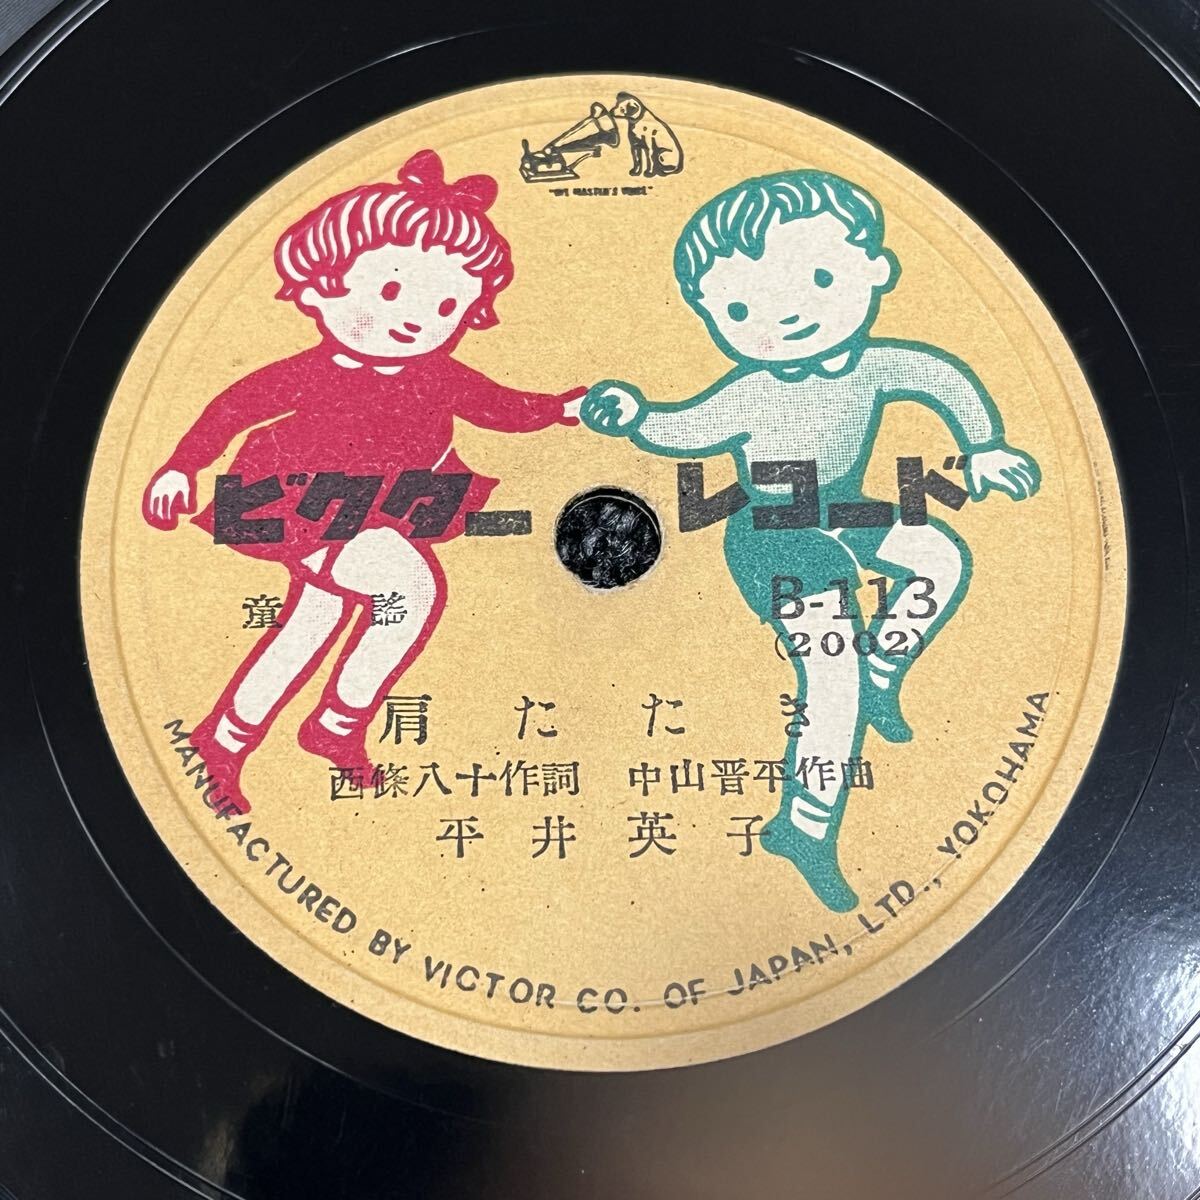 "HIS MASTER'S VOICE"
ビクター レコード
童謡
B-113
(2002)
肩たたき
西條八十作詞 中山晋平作曲
平井英子
MANUFACTURED BY VICTOR CO. OF JAPAN, LTD., YOKOHAMA